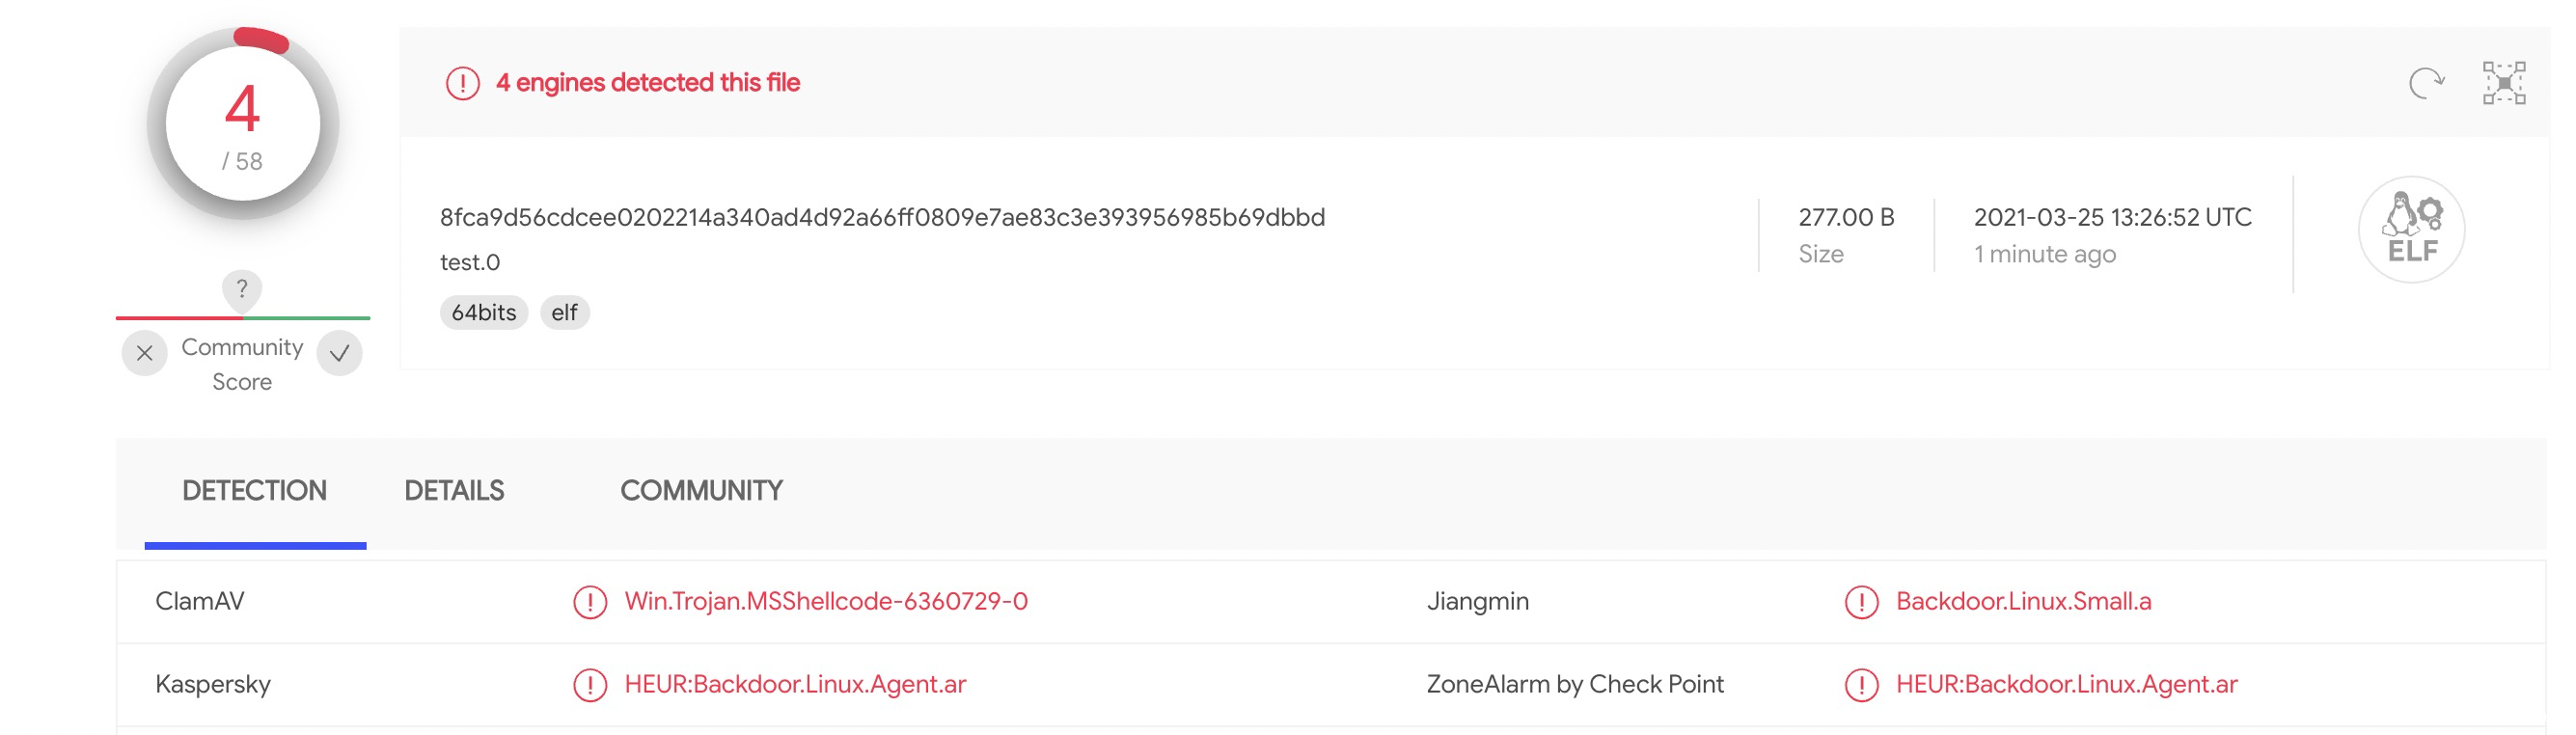 4
/ 58
?
Community
Score
4 engines detected this file
8fca9d56cdcee0202214a340ad4d92a66ff0809e7ae83c3e393956985b69dbbd
test.0
64bits elf
277.00 B
Size
2021-03-25 13:26:52 UTC
1 minute ago
ELF
DETECTION DETAILS COMMUNITY
ClamAV Win.Trojan.MSShellcode-6360729-0 Jiangmin Backdoor.Linux.Small.a
Kaspersky HEUR:Backdoor.Linux.Agent.ar ZoneAlarm by Check Point HEUR:Backdoor.Linux.Agent.ar